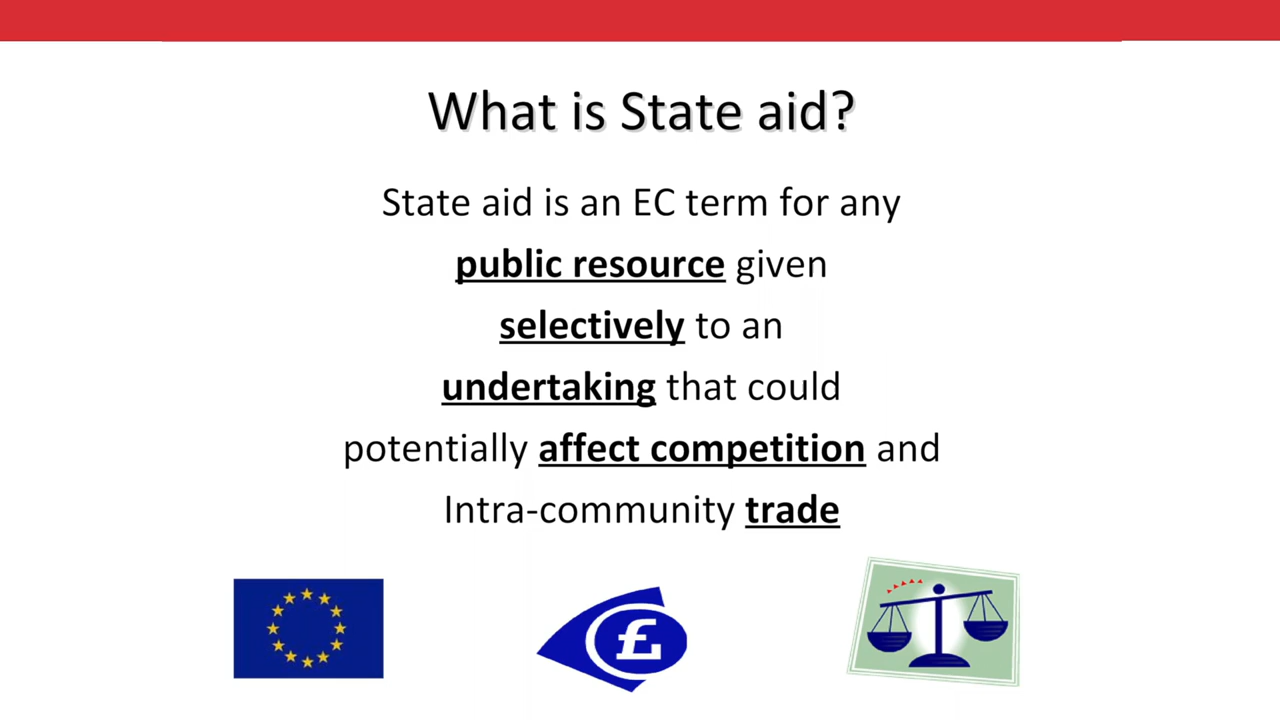 What is State aid?
State aid is an EC term for any
public resource given
selectively to an
undertaking that could
potentially affect competition and
Intra-community trade
£